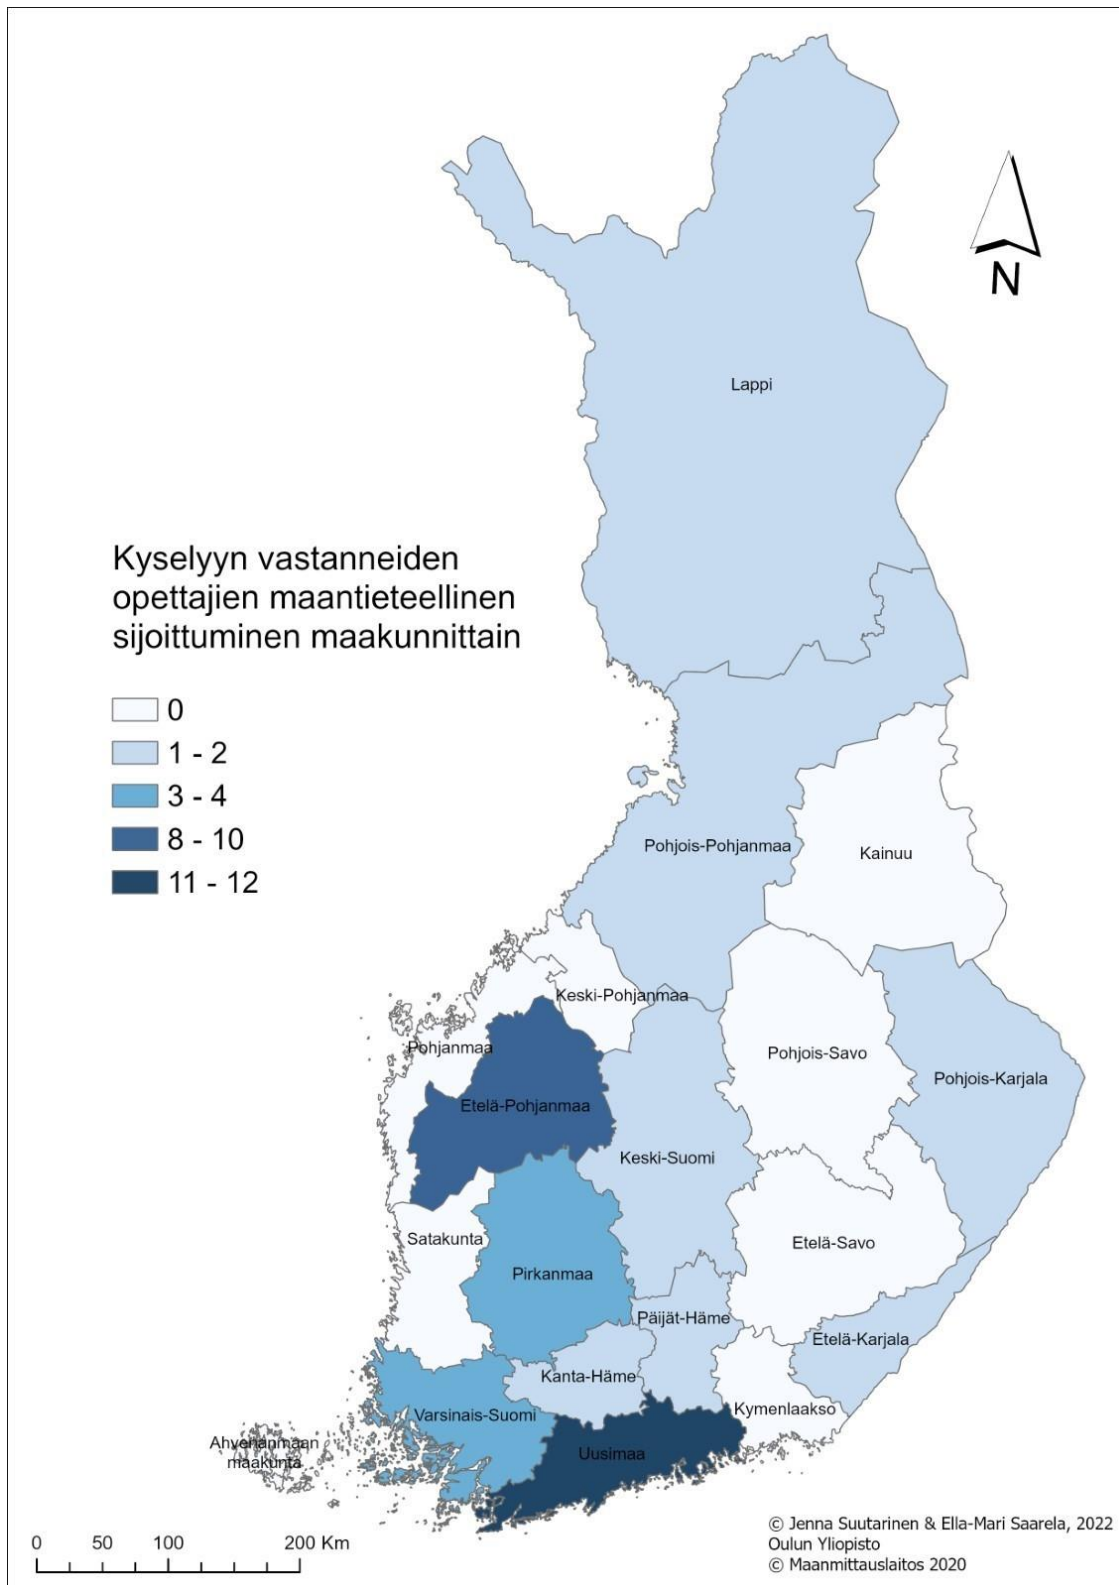 N
Lappi
Kyselyyn vastanneiden
opettajien maantieteellinen
sijoittuminen maakunnittain
0
1 - 2
3 - 4
8 - 10
11 - 12
Pohjois-Pohjanmaa
Kainuu
Keski-Pohjanmaa
Pohjanmaa
Pohjois-Savo
Pohjois-Karjala
Etelä-Pohjanmaa
Keski-Suomi
Satakunta
Etelä-Savo
Pirkanmaa
Päijät-Häme
Etelä-Karjala
Kanta-Häme
Kymenlaakso
Varsinais-Suomi
Ahvenanmaan
maakunta
Uusimaa
0 50 100 200 Km
© Jenna Suutarinen & Ella-Mari Saarela, 2022
Oulun Yliopisto
© Maanmittauslaitos 2020